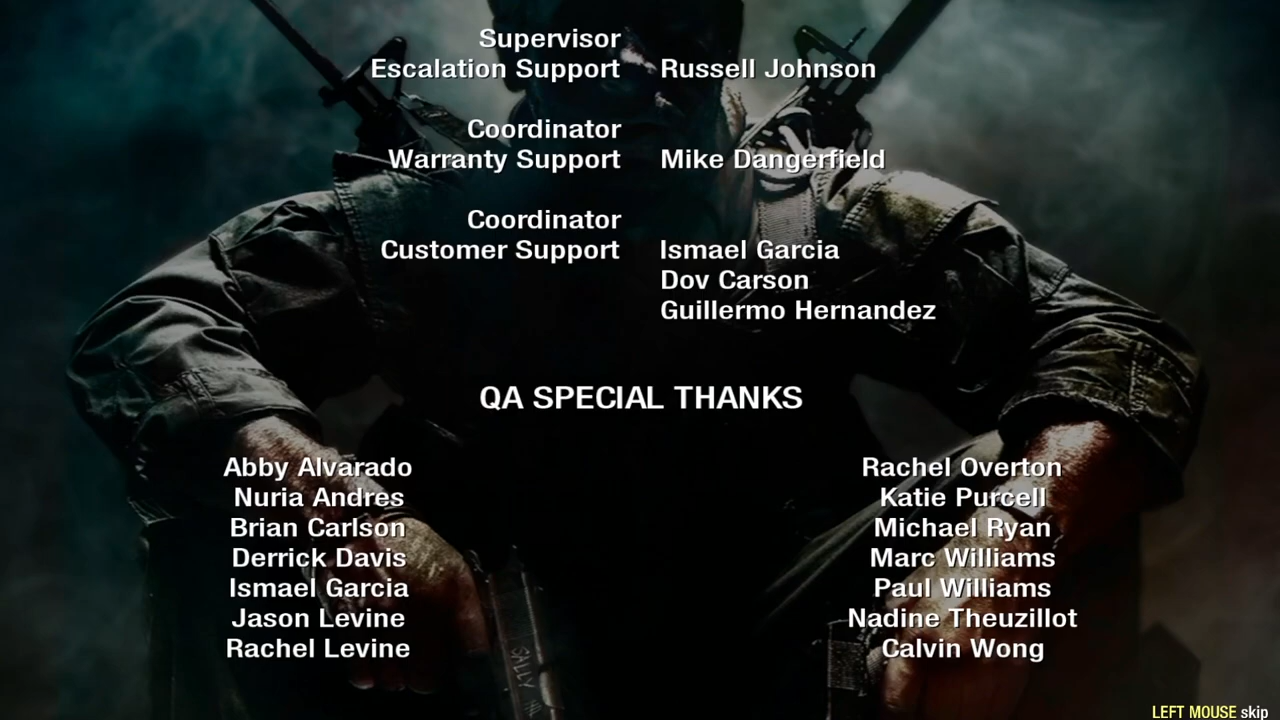 Supervisor
Escalation Support Russell Johnson
Coordinator
Warranty Support Mike Dangerfield
Coordinator
Customer Support Ismael Garcia
Dov Carson
Guillermo Hernandez
QA SPECIAL THANKS
Abby Alvarado
Nuria Andres
Brian Carlson
Derrick Davis
Ismael Garcia
Jason Levine
Rachel Levine
Rachel Overton
Katie Purcell
Michael Ryan
Marc Williams
Paul Williams
Nadine Theuzillot
Calvin Wong
SALLY
LEFT MOUSE skip